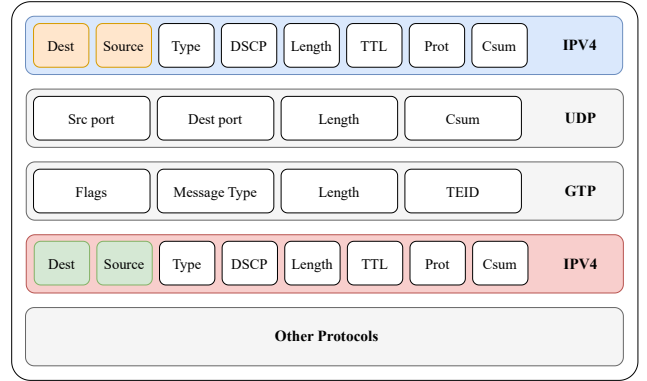 Dest Source Type DSCP Length TTL Prot Csum IPV4
Src port Dest port Length Csum UDP
Flags Message Type Length TEID GTP
Dest Source Type DSCP Length TTL Prot Csum IPV4
Other Protocols